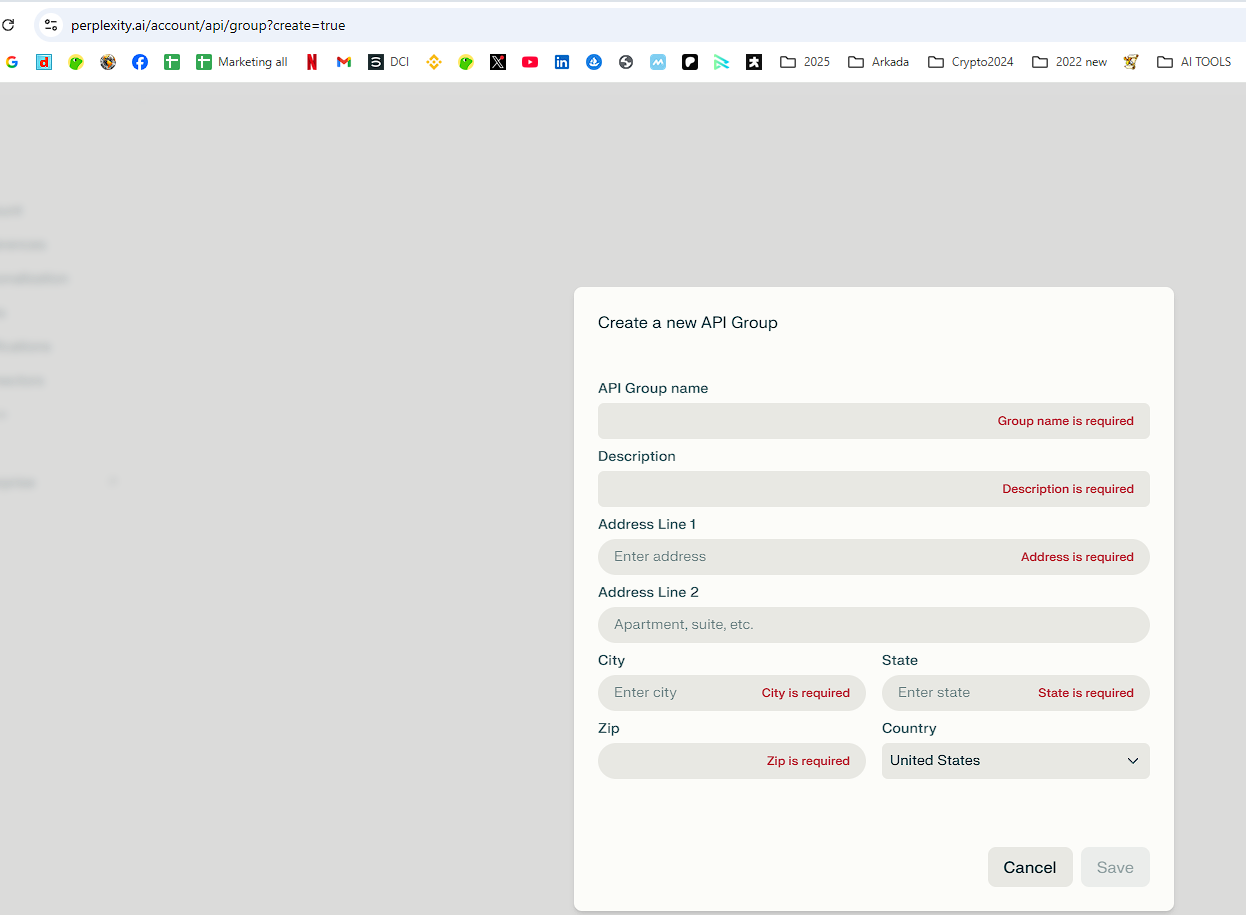 perplexity.ai/account/api/group?create=true
Marketing all DCI 2025 Arkada Crypto2024 2022 new AI TOOLS
Create a new API Group
API Group name
Group name is required
Description
Description is required
Address Line 1
Enter address Address is required
Address Line 2
Apartment, suite, etc.
City State
Enter city City is required Enter state State is required
Zip Country
Zip is required United States
Cancel Save